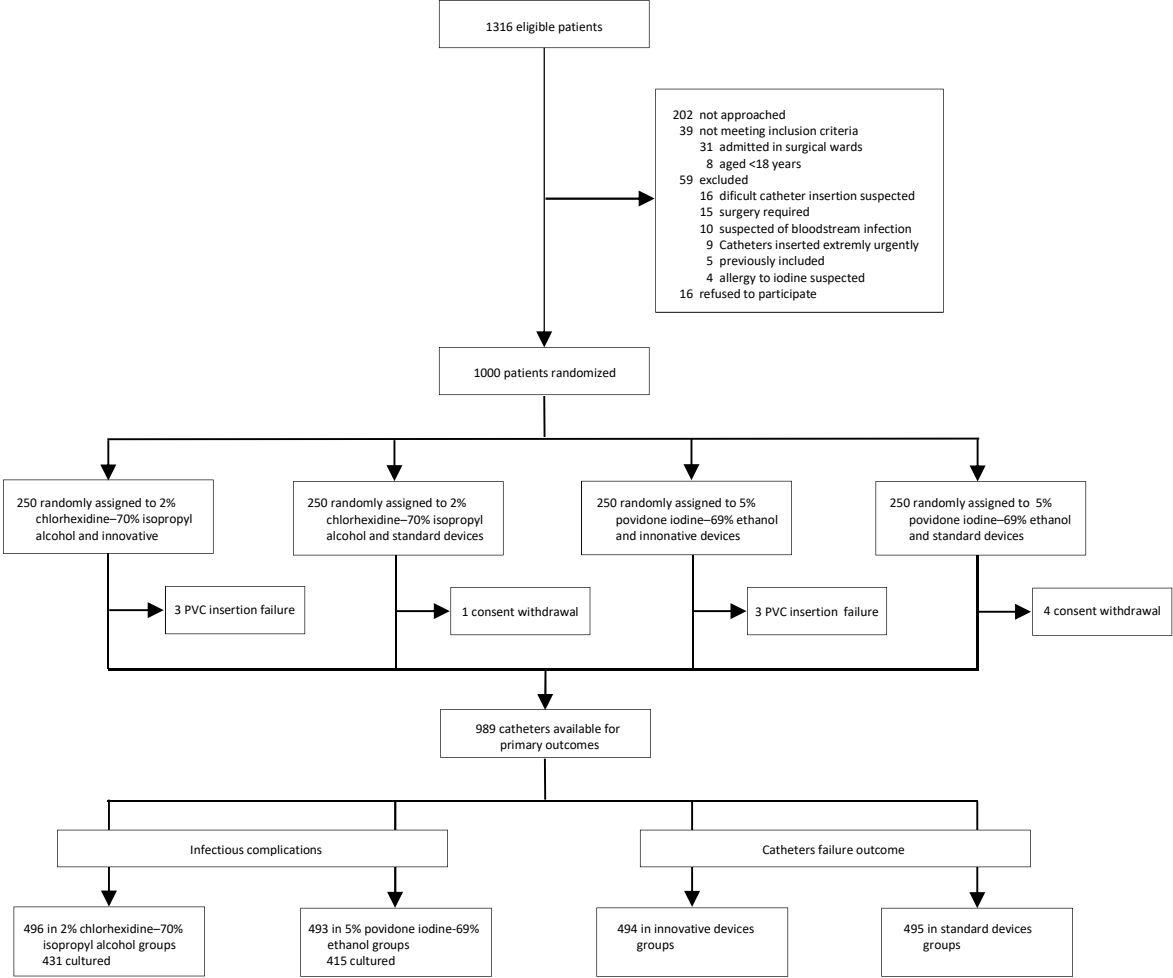 1316 eligible patients
202 not approached
39 not meeting inclusion criteria
31 admitted in surgical wards
8 aged <18 years
59 excluded
16 dificult catheter insertion suspected
15 surgery required
10 suspected of bloodstream infection
9 Catheters inserted extremly urgently
5 previously included
4 allergy to iodine suspected
16 refused to participate
1000 patients randomized
250 randomly assigned to 2%
chlorhexidine–70% isopropyl
alcohol and innovative
250 randomly assigned to 2%
chlorhexidine–70% isopropyl
alcohol and standard devices
250 randomly assigned to 5%
povidone iodine–69% ethanol
and innonative devices
250 randomly assigned to 5%
povidone iodine–69% ethanol
and standard devices
3 PVC insertion failure
1 consent withdrawal
3 PVC insertion failure
4 consent withdrawal
989 catheters available for
primary outcomes
Infectious complications
Catheters failure outcome
496 in 2% chlorhexidine–70%
isopropyl alcohol groups
431 cultured
493 in 5% povidone iodine-69%
ethanol groups
415 cultured
494 in innovative devices
groups
495 in standard devices
groups